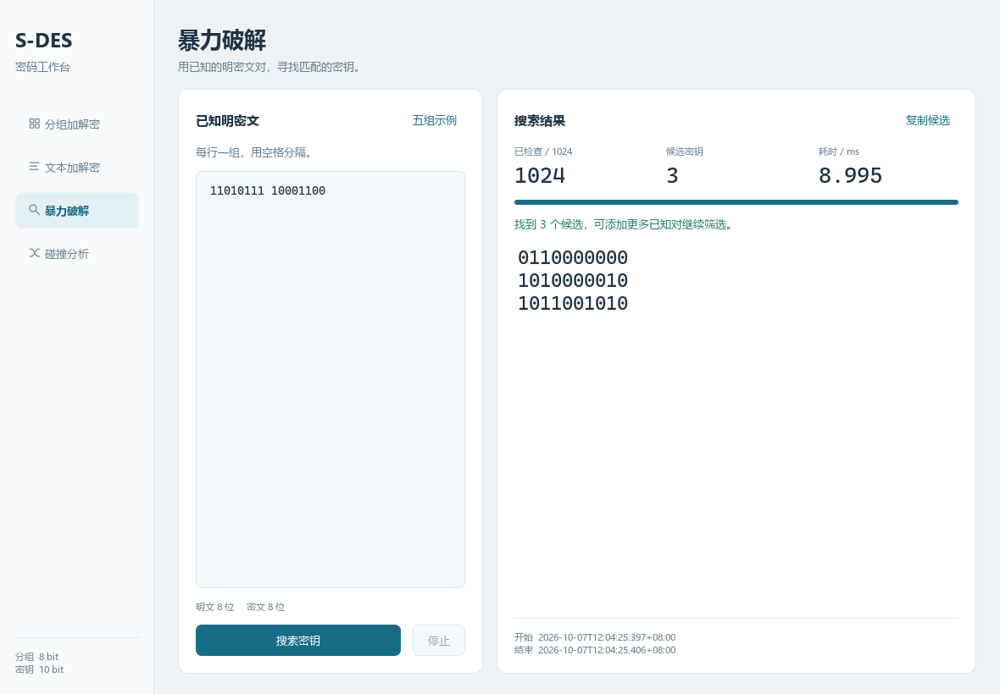 S-DES
密码工作台
分组加解密
文本加解密
暴力破解
碰撞分析
分组 8 bit
密钥 10 bit
暴力破解
用已知的明密文对，寻找匹配的密钥。
已知明密文
五组示例
每行一组，用空格分隔。
11010111 10001100
明文 8 位 密文 8 位
搜索密钥
停止
搜索结果
复制候选
已检查 / 1024
候选密钥
耗时 / ms
1024
3
8.995
找到 3 个候选，可添加更多已知对继续筛选。
0110000000
1010000010
1011001010
开始 2026-10-07T12:04:25.397+08:00
结束 2026-10-07T12:04:25.406+08:00